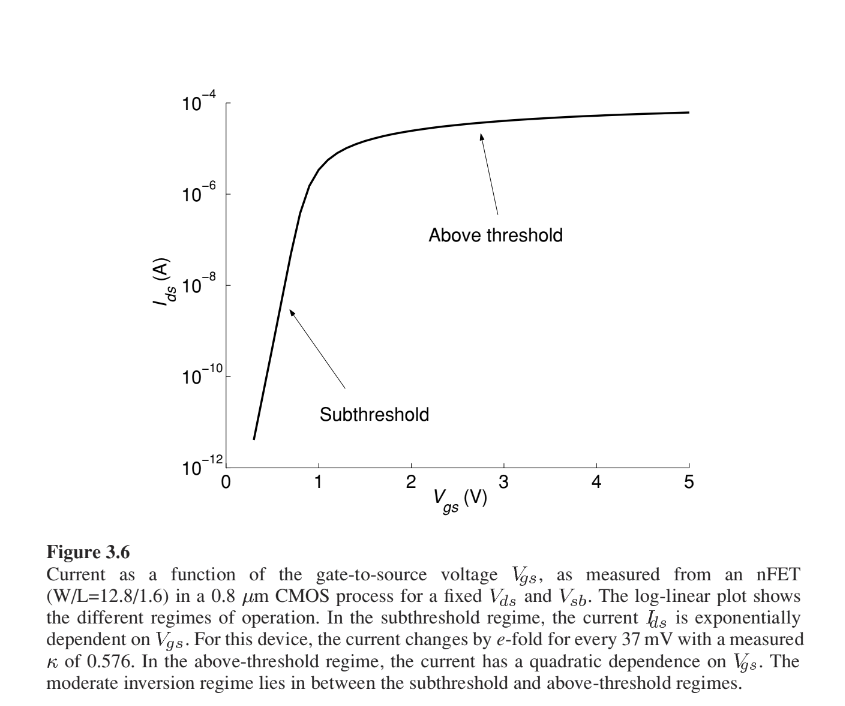 10⁻⁴
10⁻⁶
Above threshold
I_ds (A)
10⁻⁸
10⁻¹⁰
Subthreshold
10⁻¹²
0 1 2 3 4 5
V_gs (V)
Figure 3.6
Current as a function of the gate-to-source voltage V_gs, as measured from an nFET
(W/L=12.8/1.6) in a 0.8 μm CMOS process for a fixed V_ds and V_sb. The log-linear plot shows
the different regimes of operation. In the subthreshold regime, the current I_ds is exponentially
dependent on V_gs. For this device, the current changes by e-fold for every 37 mV with a measured
κ of 0.576. In the above-threshold regime, the current has a quadratic dependence on V_gs. The
moderate inversion regime lies in between the subthreshold and above-threshold regimes.